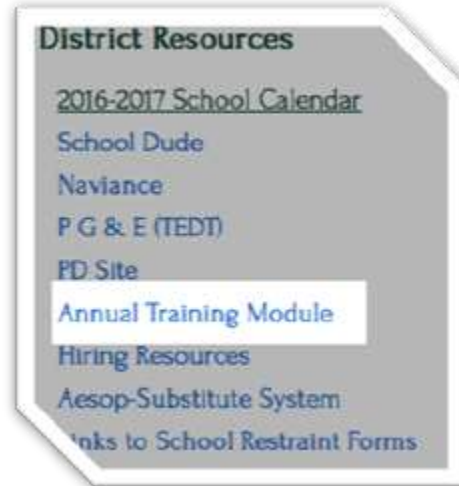 District Resources
2016-2017 School Calendar
School Dude
Naviance
P G & E (TEDT)
PD Site
Annual Training Module
Hiring Resources
Aesop-Substitute System
inks to School Restraint Forms